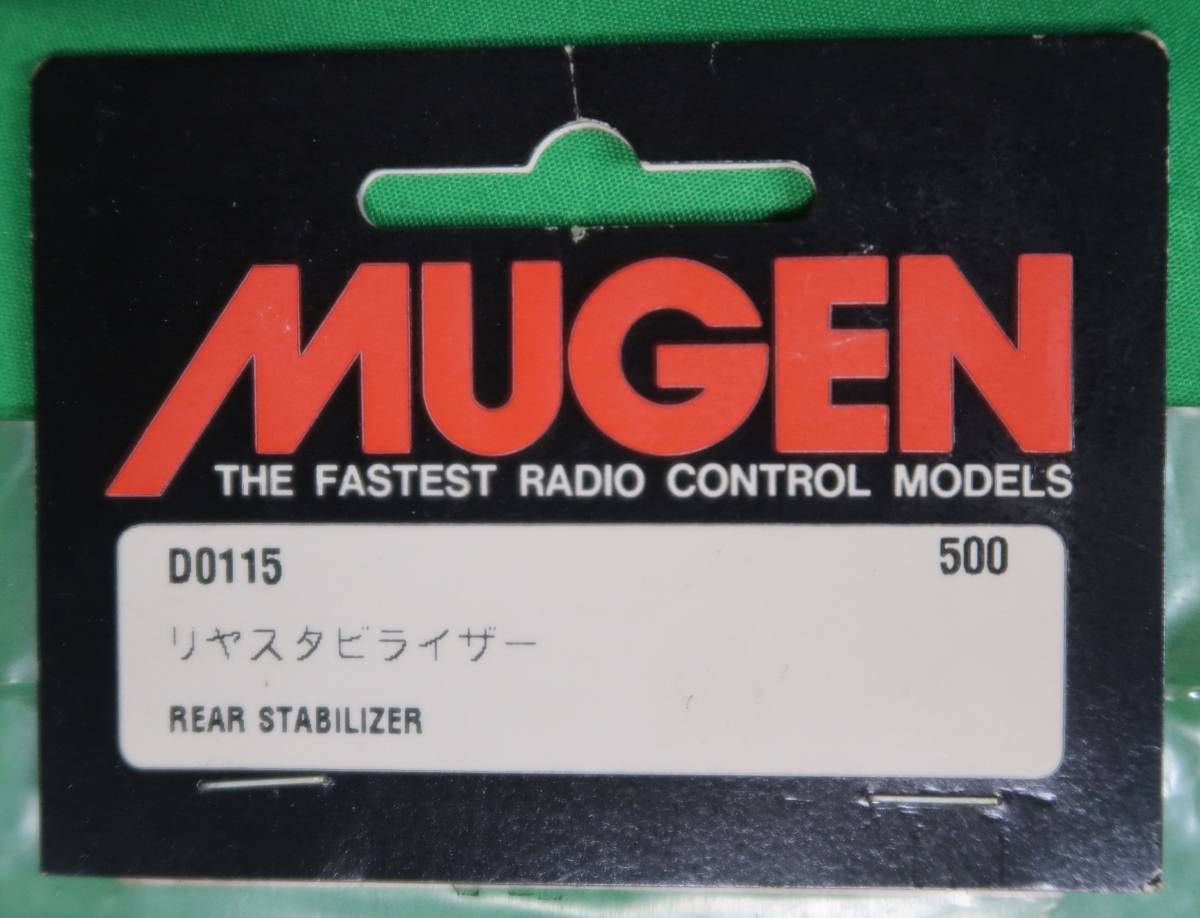 MUGEN
THE FASTEST RADIO CONTROL MODELS
D0115 500
リヤスタビライザー
REAR STABILIZER